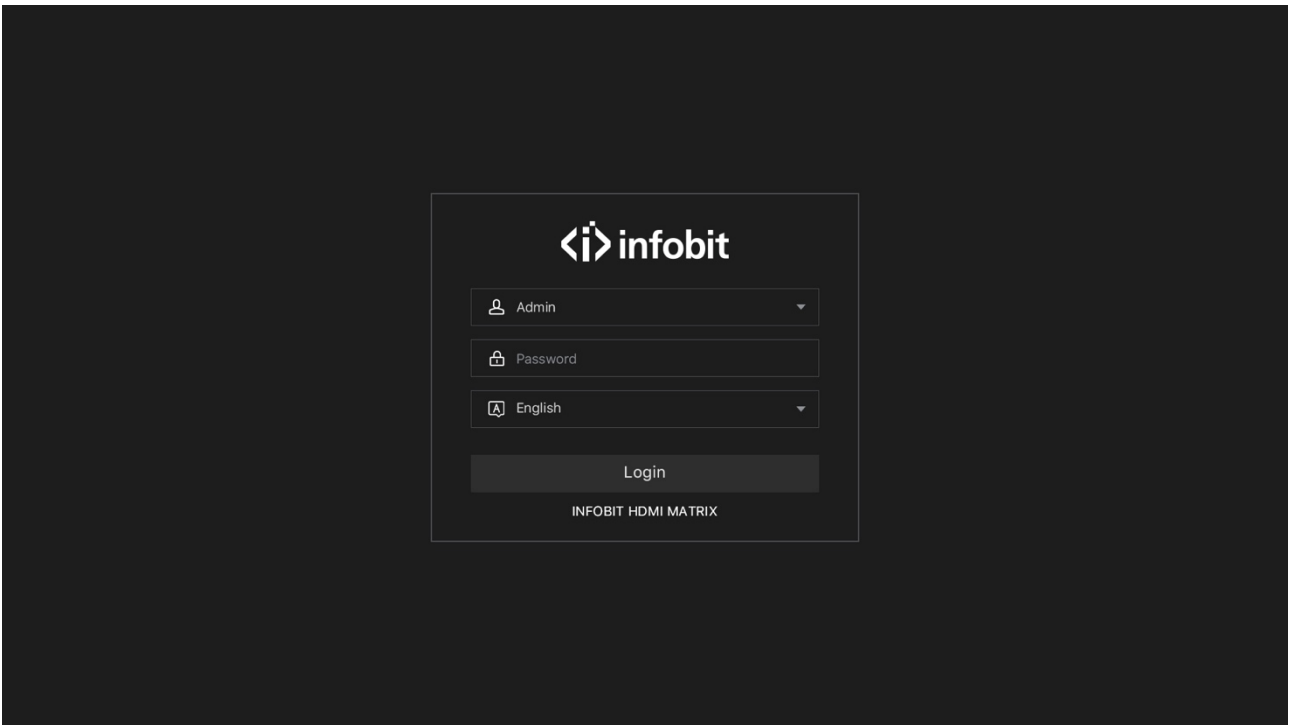 infobit
Admin
Password
English
Login
INFOBIT HDMI MATRIX